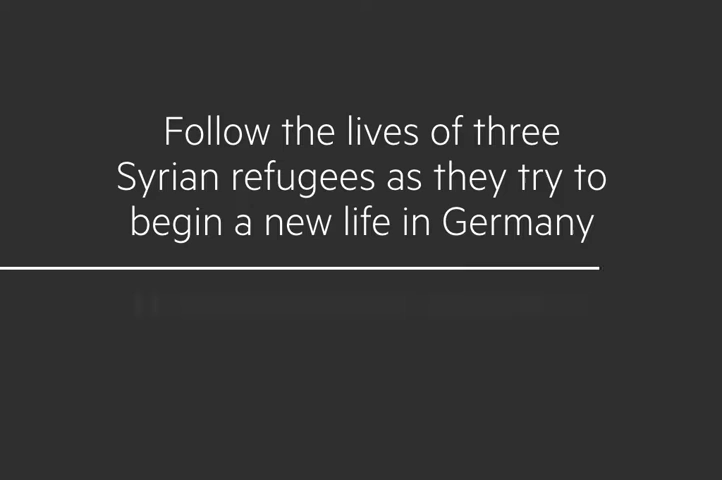 Follow the lives of three
Syrian refugees as they try to
begin a new life in Germany